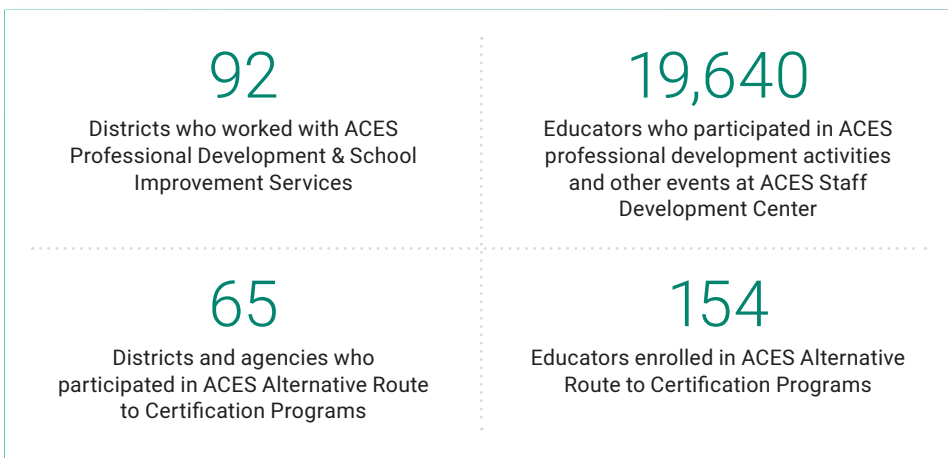 92
Districts who worked with ACES
Professional Development & School
Improvement Services
19,640
Educators who participated in ACES
professional development activities
and other events at ACES Staff
Development Center
65
Districts and agencies who
participated in ACES Alternative Route
to Certification Programs
154
Educators enrolled in ACES Alternative
Route to Certification Programs